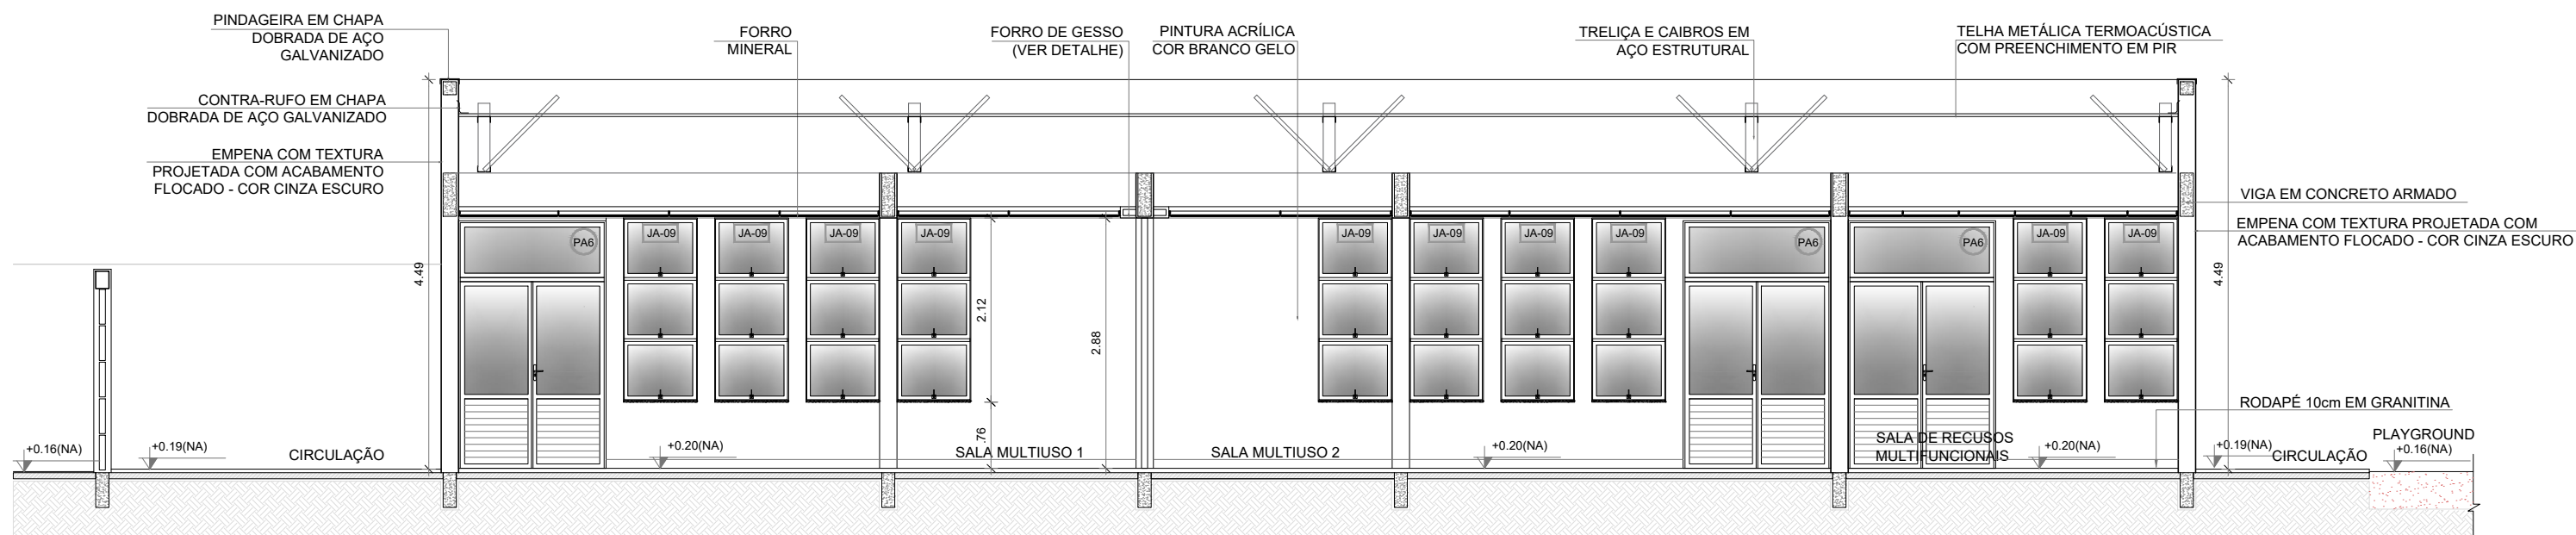 PINDAGEIRA EM CHAPA
DOBRADA DE AÇO
GALVANIZADO
FORRO
MINERAL
FORRO DE GESSO
(VER DETALHE)
PINTURA ACRÍLICA
COR BRANCO GELO
TRELIÇA E CAIBROS EM
AÇO ESTRUTURAL
TELHA METÁLICA TERMOACÚSTICA
COM PREENCHIMENTO EM PIR
CONTRA-RUFO EM CHAPA
DOBRADA DE AÇO GALVANIZADO
EMPENA COM TEXTURA
PROJETADA COM ACABAMENTO
FLOCADO - COR CINZA ESCURO
VIGA EM CONCRETO ARMADO
EMPENA COM TEXTURA PROJETADA COM
ACABAMENTO FLOCADO - COR CINZA ESCURO
PA6
JA-09
JA-09
JA-09
JA-09
JA-09
JA-09
JA-09
JA-09
PA6
PA6
JA-09
JA-09
4.49
2.12
2.88
.76
4.49
RODAPÉ 10cm EM GRANITINA
+0.16(NA)
+0.19(NA)
CIRCULAÇÃO
+0.20(NA)
SALA MULTIUSO 1
SALA MULTIUSO 2
+0.20(NA)
SALA DE RECUSOS
MULTIFUNCIONAIS
+0.20(NA)
+0.19(NA)
CIRCULAÇÃO
PLAYGROUND
+0.16(NA)